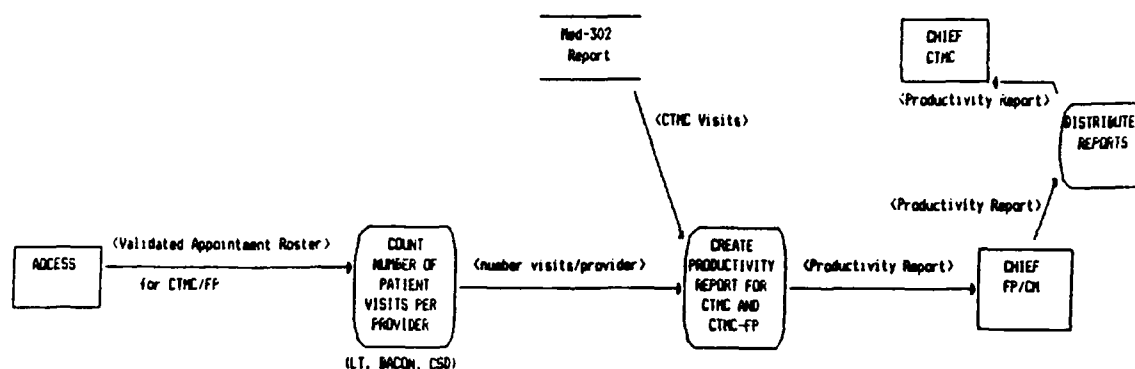 Med-302
Report
CHIEF
CTMC
<Productivity Report>
<CTMC Visits>
DISTRIBUTE
REPORTS
<Productivity Report>
ACCESS
<Validated Appointment Roster>
for CTMC/FP
COUNT
NUMBER OF
PATIENT
VISITS PER
PROVIDER
(LT. BACON, CSD)
<number visits/provider>
CREATE
PRODUCTIVITY
REPORT FOR
CTMC AND
CTMC-FP
<Productivity Report>
CHIEF
FP/CM